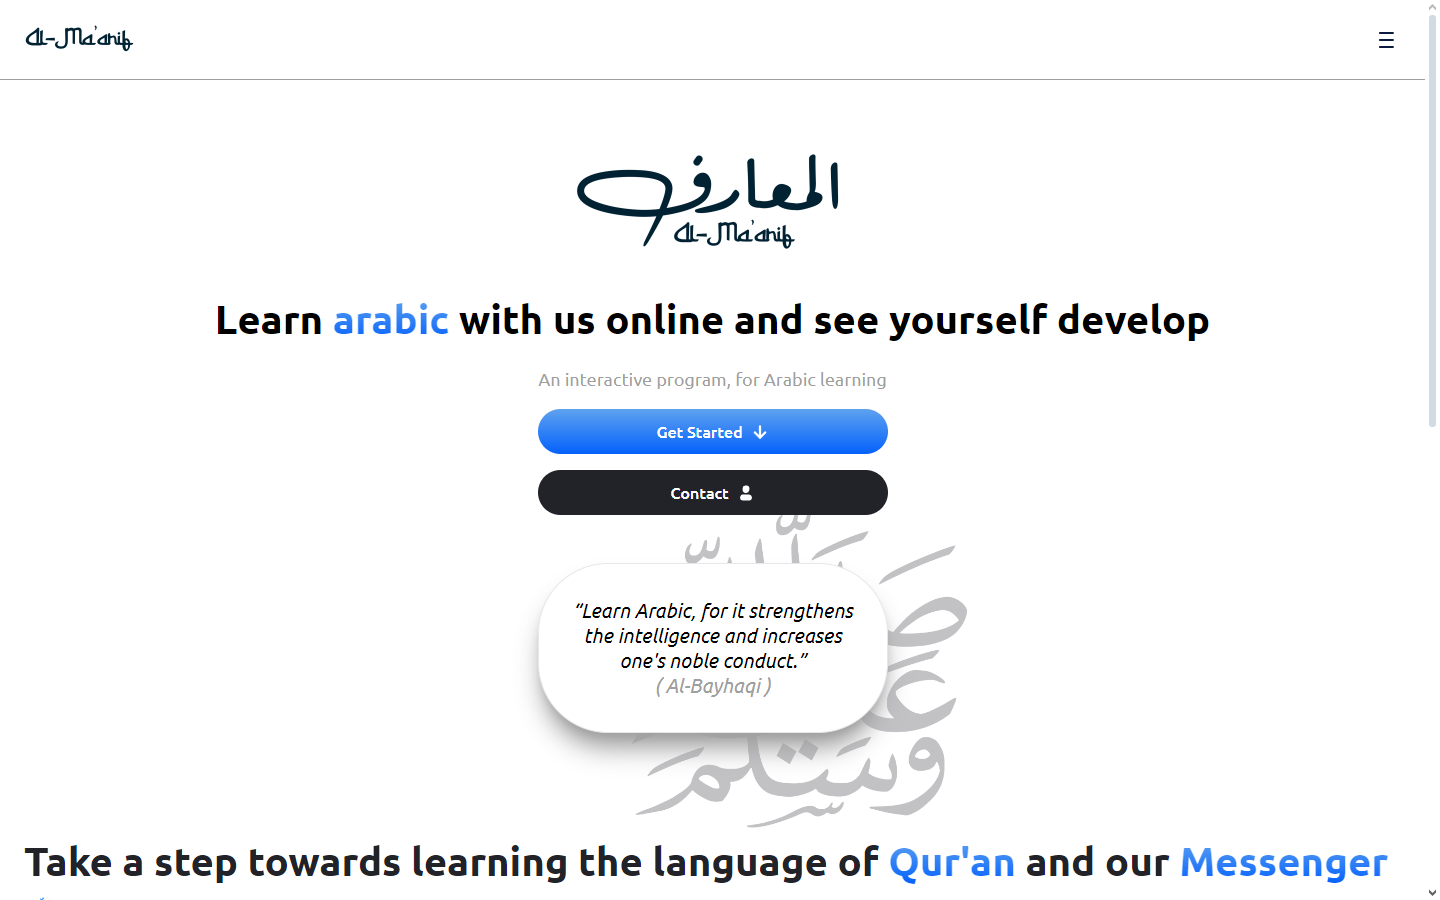 Al-Ma'arif
المعارف
Al-Ma'arif
Learn arabic with us online and see yourself develop
An interactive program, for Arabic learning
Get Started
Contact
“Learn Arabic, for it strengthens
the intelligence and increases
one's noble conduct.”
( Al-Bayhaqi )
وسلم
Take a step towards learning the language of Qur'an and our Messenger